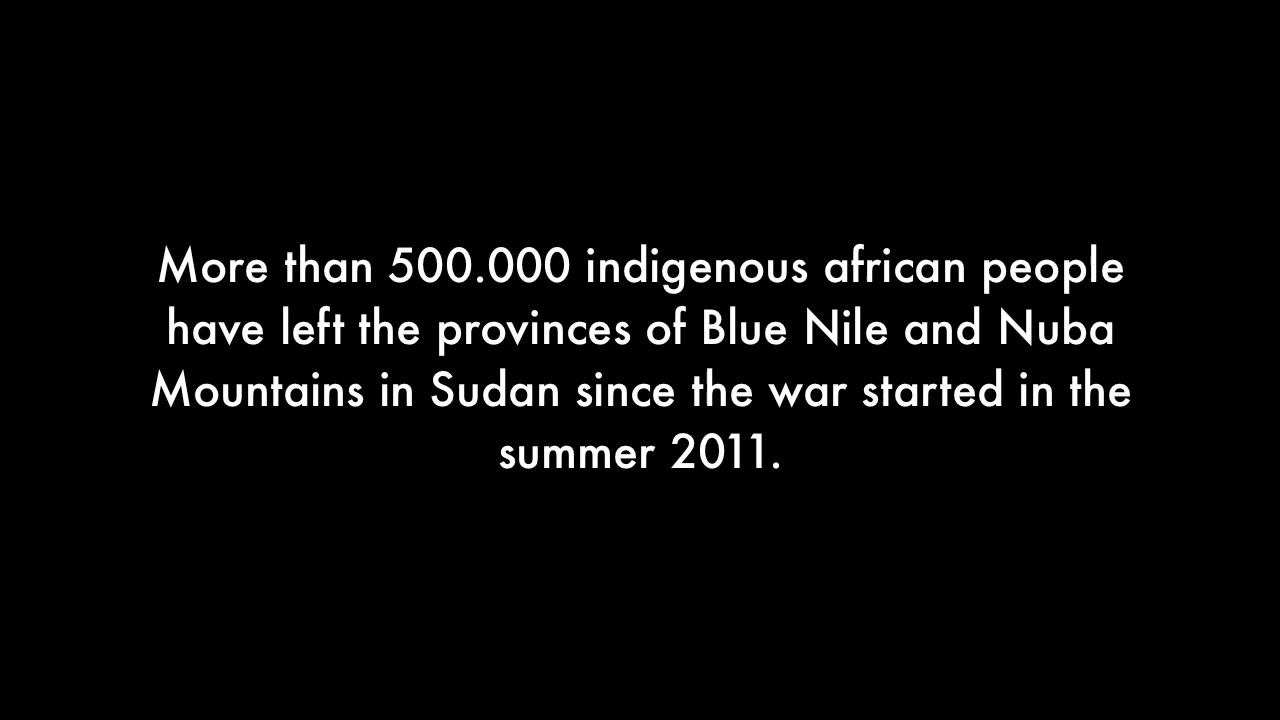 More than 500.000 indigenous african people
have left the provinces of Blue Nile and Nuba
Mountains in Sudan since the war started in the
summer 2011.